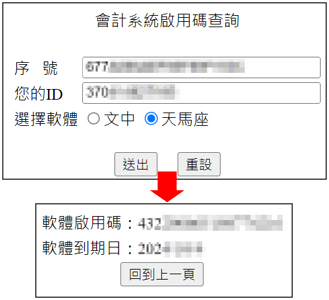 會計系統啟用碼查詢
序 號 677
您的ID 370
選擇軟體 文中 天馬座
送出 重設
軟體啟用碼：432
軟體到期日：202
回到上一頁